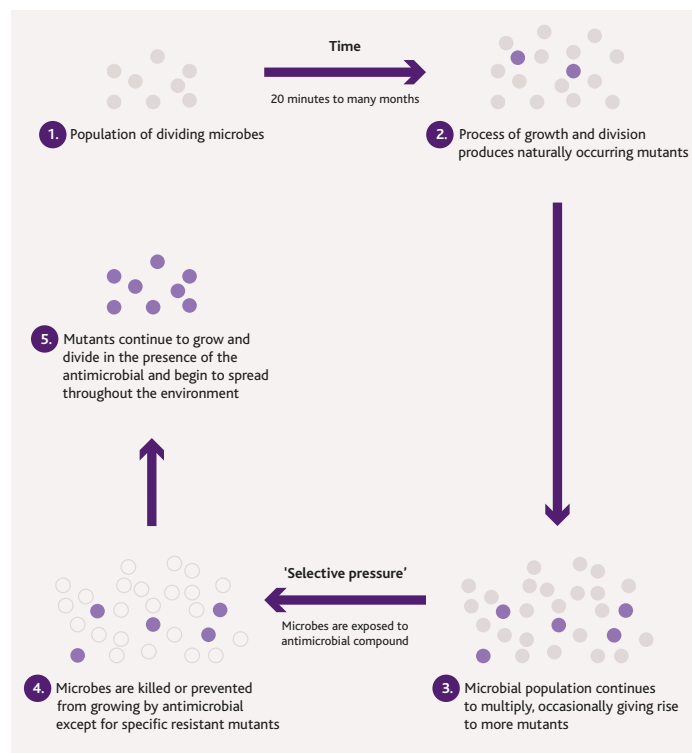 Time
20 minutes to many months
1. Population of dividing microbes
2. Process of growth and division
produces naturally occurring mutants
5. Mutants continue to grow and
divide in the presence of the
antimicrobial and begin to spread
throughout the environment
'Selective pressure’
Microbes are exposed to
antimicrobial compound
4. Microbes are killed or prevented
from growing by antimicrobial
except for specific resistant mutants
3. Microbial population continues
to multiply, occasionally giving rise
to more mutants